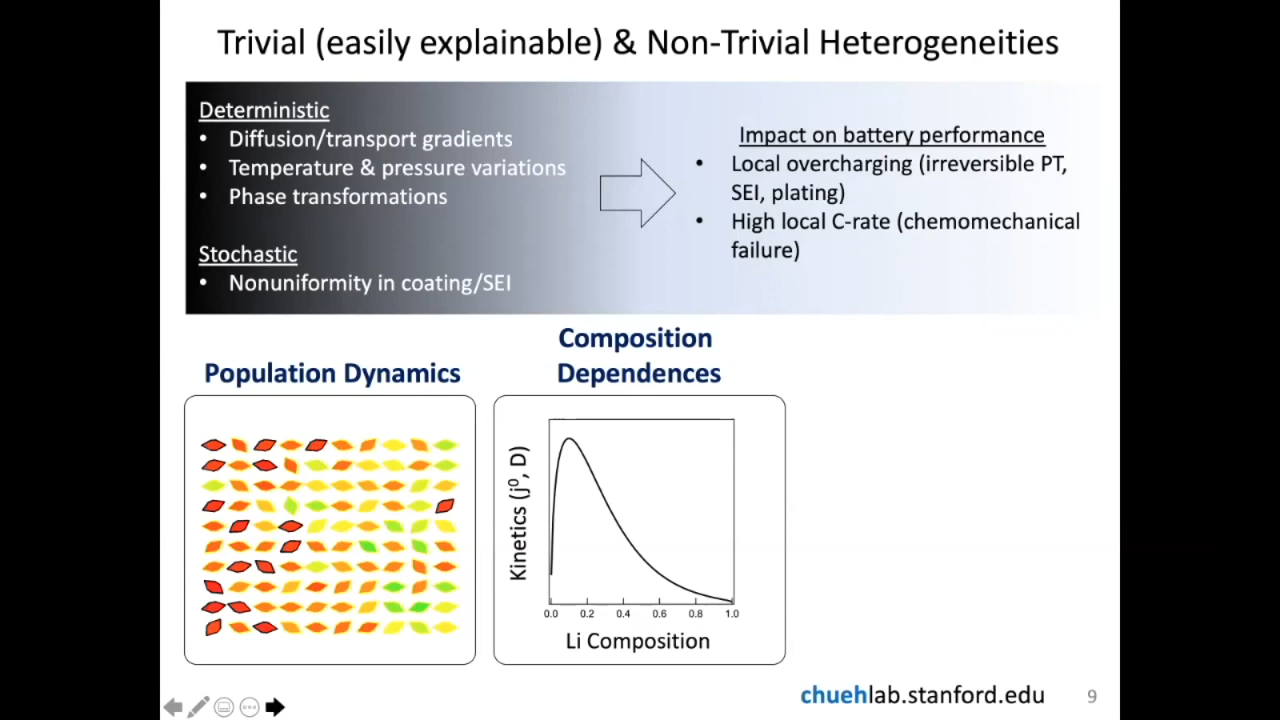 Trivial (easily explainable) & Non-Trivial Heterogeneities
Deterministic
• Diffusion/transport gradients
• Temperature & pressure variations
• Phase transformations
Stochastic
• Nonuniformity in coating/SEI
Impact on battery performance
• Local overcharging (irreversible PT,
SEI, plating)
• High local C-rate (chemomechanical
failure)
Population Dynamics
Composition
Dependences
Kinetics (j⁰, D)
0.0 0.2 0.4 0.6 0.8 1.0
Li Composition
chuehlab.stanford.edu
9